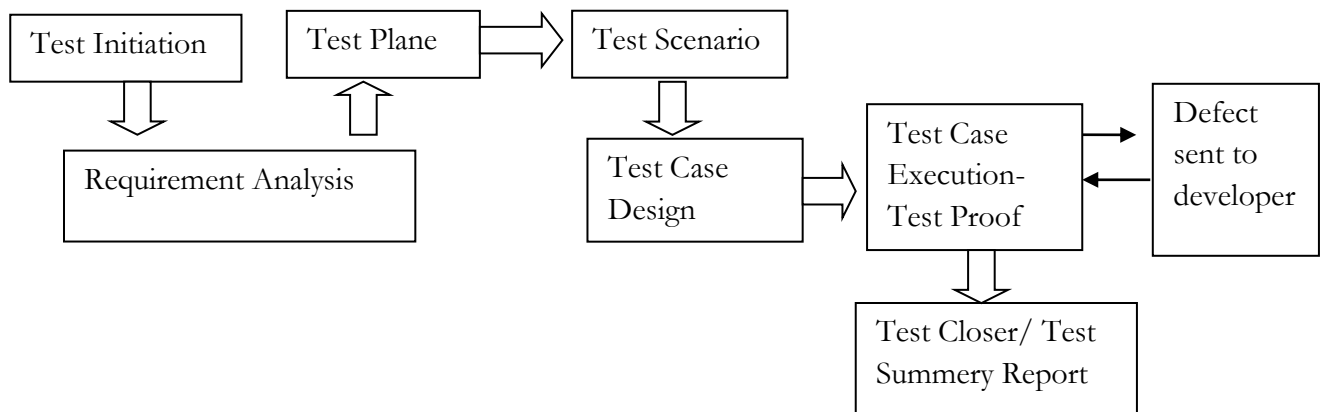 Test Initiation
Requirement Analysis
Test Plane
Test Scenario
Test Case
Design
Test Case
Execution-
Test Proof
Defect
sent to
developer
Test Closer/ Test
Summery Report